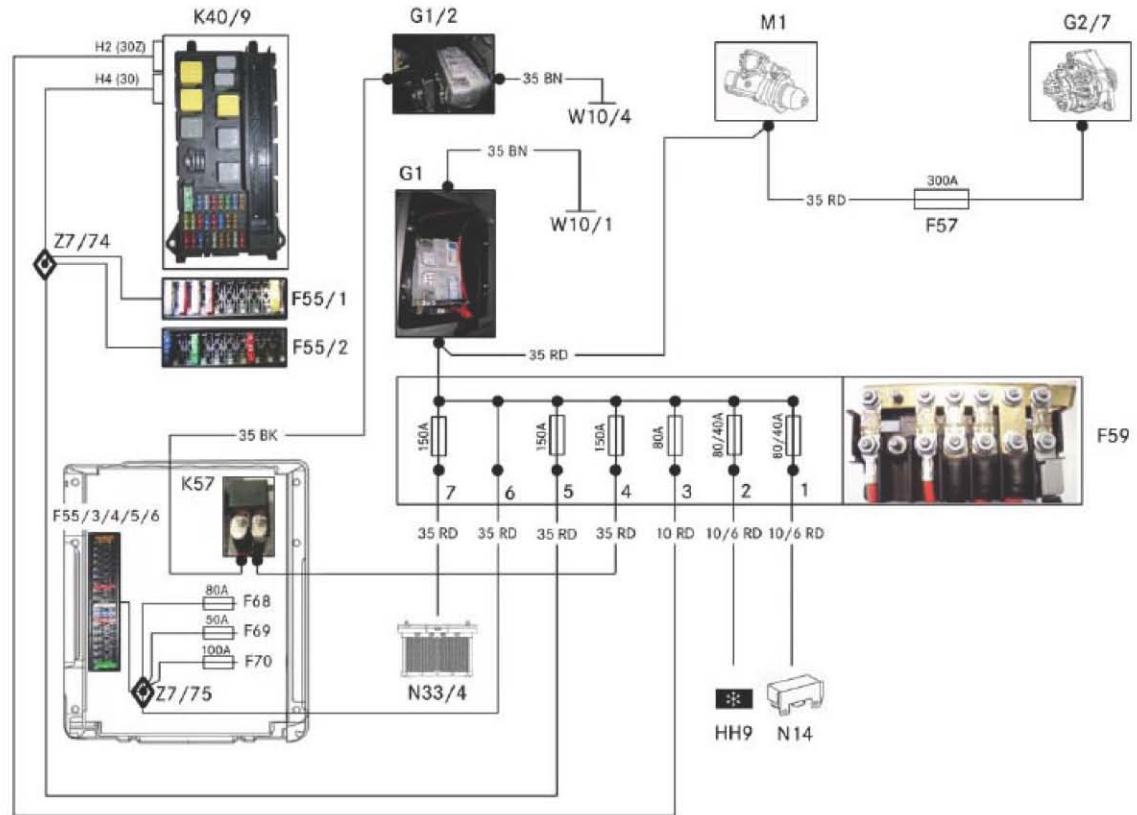 K40/9
G1/2
M1
G2/7
H2 (30Z)
H4 (30)
35 BN
W10/4
35 BN
G1
W10/1
300A
35 RD
F57
Z7/74
F55/1
F55/2
35 RD
35 BK
150A
150A
150A
80A
80/40A
80/40A
F59
7
6
5
4
3
2
1
K57
F55/3/4/5/6
35 RD
35 RD
35 RD
35 RD
10 RD
10/6 RD
10/6 RD
80A
F68
50A
F69
100A
F70
Z7/75
N33/4
HH9
N14